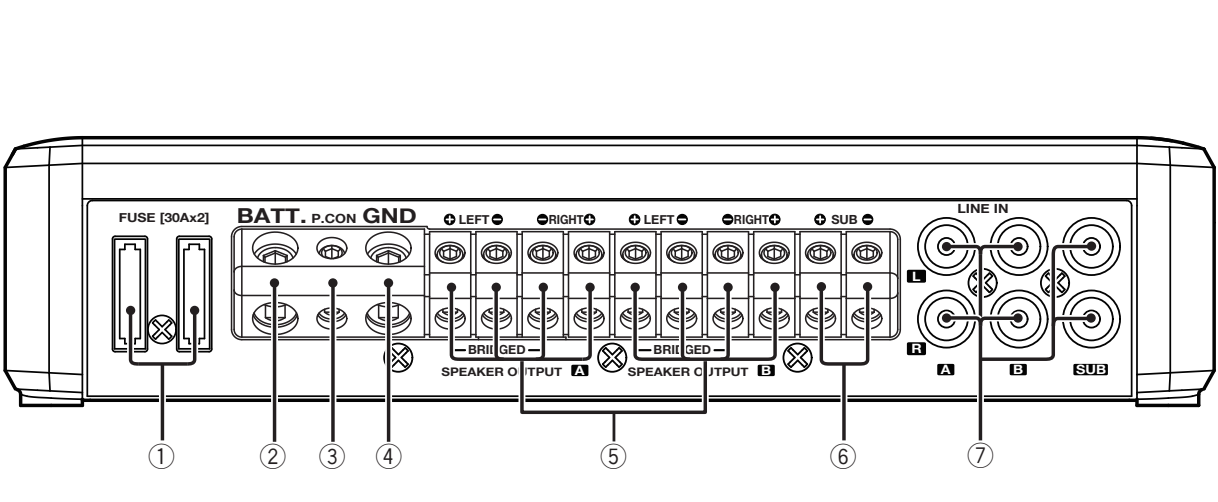 FUSE [30Ax2]
BATT. P.CON GND
+ LEFT −
− RIGHT +
+ LEFT −
− RIGHT +
+ SUB −
LINE IN
L
R
BRIDGED
SPEAKER OUTPUT A
BRIDGED
SPEAKER OUTPUT B
A B SUB
① ② ③ ④ ⑤ ⑥ ⑦